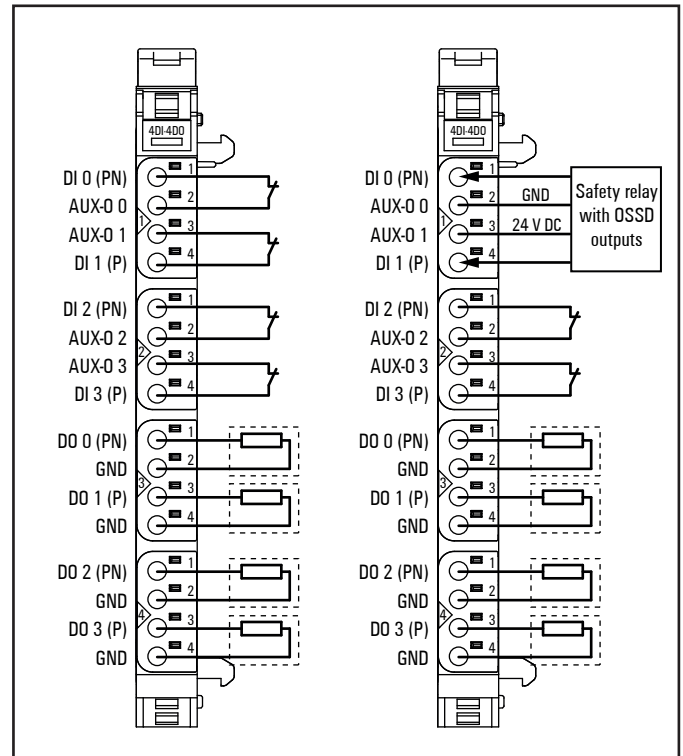 4DI-4DO
DI 0 (PN)
AUX-O 0
AUX-O 1
DI 1 (P)
1
1
2
3
4
DI 2 (PN)
AUX-O 2
AUX-O 3
DI 3 (P)
2
1
2
3
4
DO 0 (PN)
GND
DO 1 (P)
GND
3
1
2
3
4
DO 2 (PN)
GND
DO 3 (P)
GND
4
1
2
3
4
4DI-4DO
DI 0 (PN)
AUX-O 0
AUX-O 1
DI 1 (P)
1
1
2
3
4
GND
24 V DC
Safety relay
with OSSD
outputs
DI 2 (PN)
AUX-O 2
AUX-O 3
DI 3 (P)
2
1
2
3
4
DO 0 (PN)
GND
DO 1 (P)
GND
3
1
2
3
4
DO 2 (PN)
GND
DO 3 (P)
GND
4
1
2
3
4